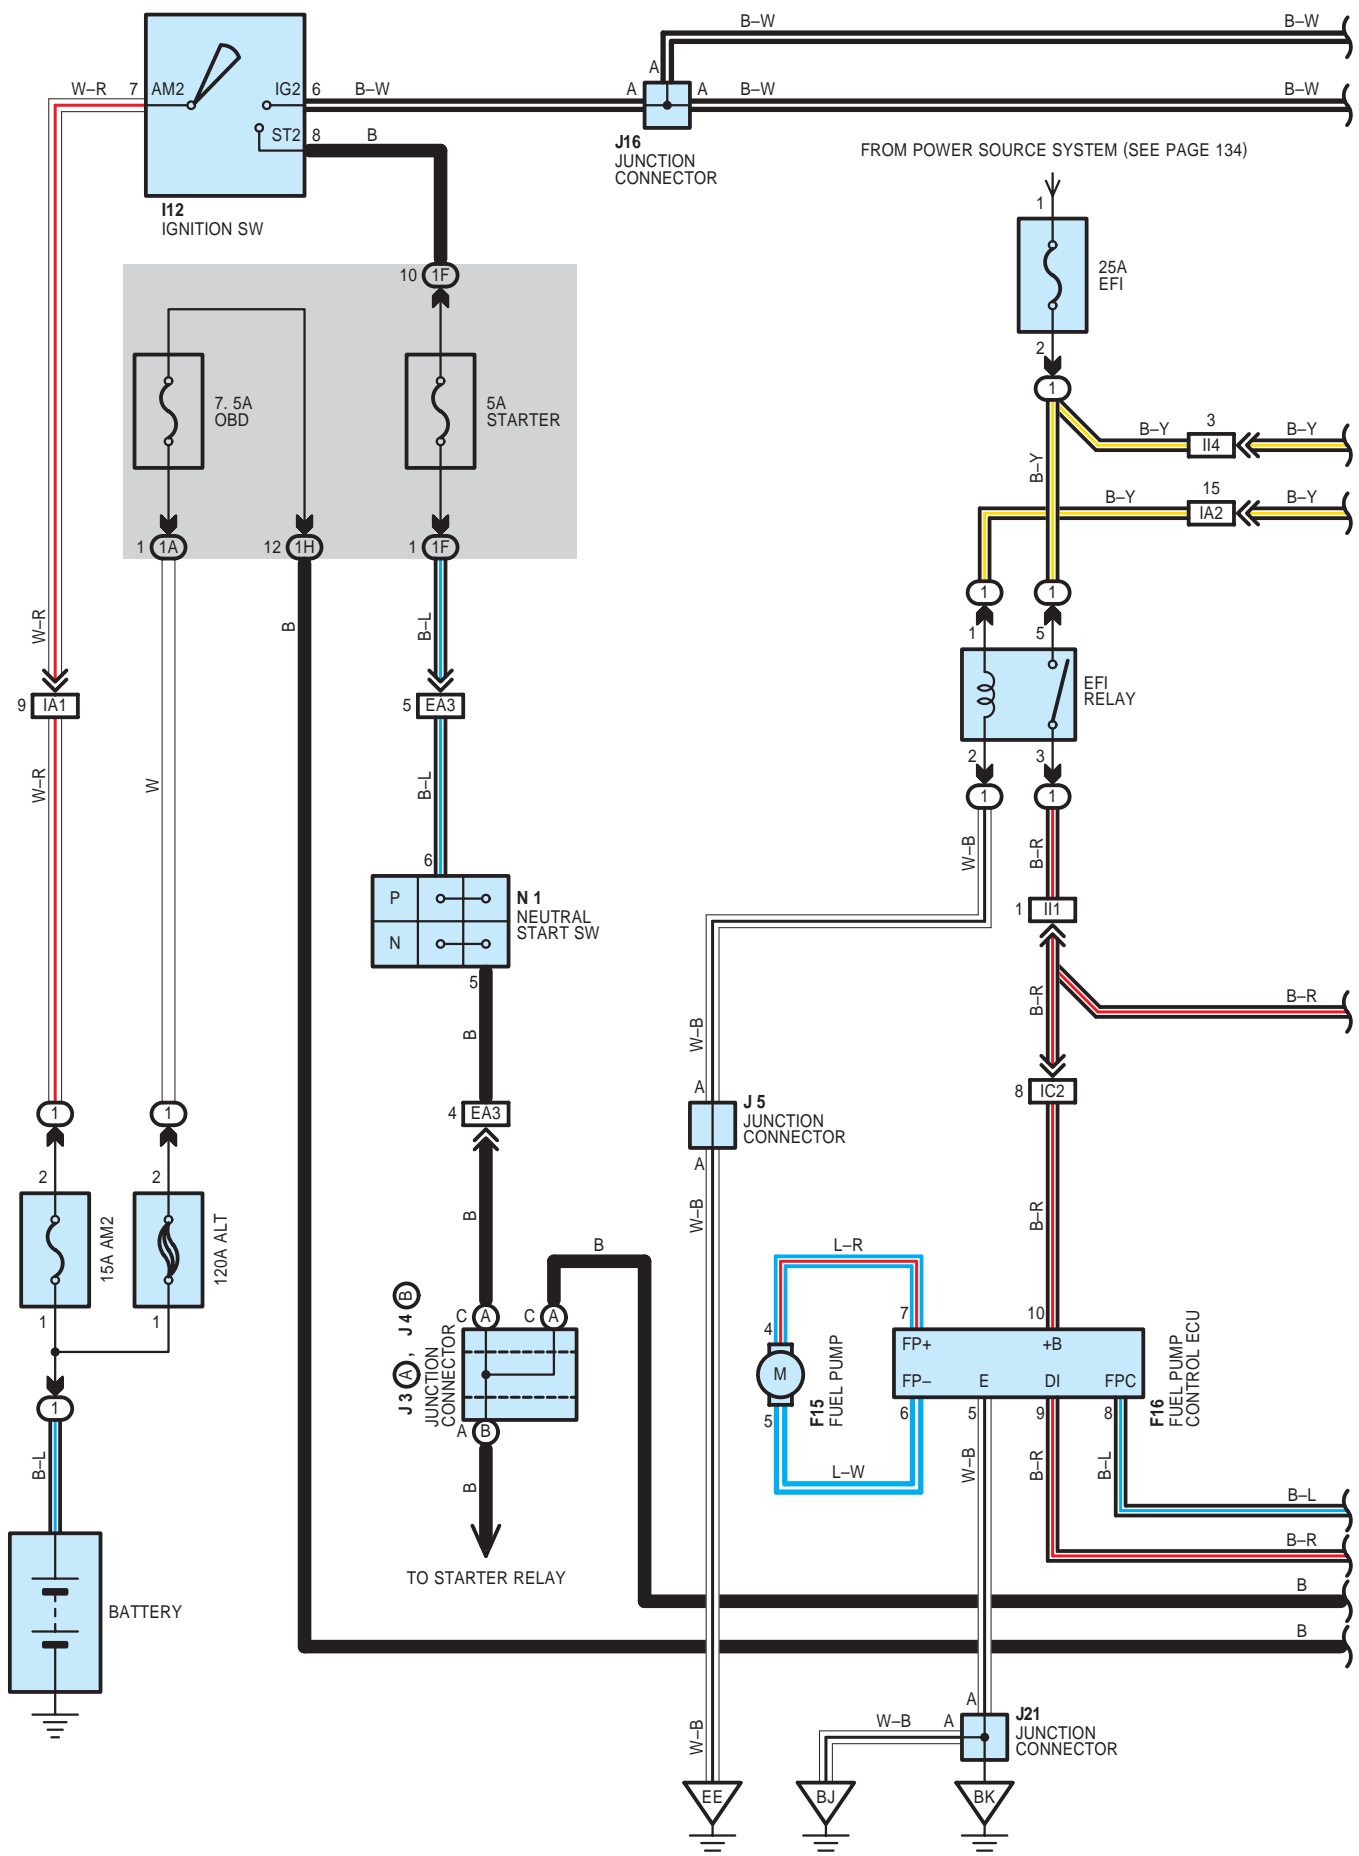 B–W
B–W
W–R
7
AM2
IG2
6
B–W
A
A
A
B–W
B–W
ST2
8
B
J16
JUNCTION
CONNECTOR
FROM POWER SOURCE SYSTEM (SEE PAGE 134)
I12
IGNITION SW
1
25A
EFI
2
1
10
1F
7. 5A
OBD
5A
STARTER
B–Y
3
II4
B–Y
B–Y
B–Y
15
IA2
B–Y
1
1A
12
1H
1
1F
1
1
1
5
EFI
RELAY
2
3
1
1
W–R
B
B–L
9
IA1
5
EA3
W–R
W
B–L
W–B
B–R
6
P
N
N 1
NEUTRAL
START SW
5
1
II1
B–R
B–R
B
W–B
4
EA3
A
J 5
JUNCTION
CONNECTOR
A
8
IC2
1
1
2
2
15A AM2
120A ALT
1
1
B
W–B
B–R
B
L–R
C
A
C
A
J 3 A , J 4 B
JUNCTION
CONNECTOR
A
B
B
TO STARTER RELAY
4
M
5
F15
FUEL PUMP
7
10
FP+
+B
FP–
E
DI
FPC
6
5
9
8
F16
FUEL PUMP
CONTROL ECU
L–W
W–B
B–R
B–L
B–L
B–R
B
B
1
B–L
BATTERY
W–B
A
W–B
A
J21
JUNCTION
CONNECTOR
EE
BJ
BK